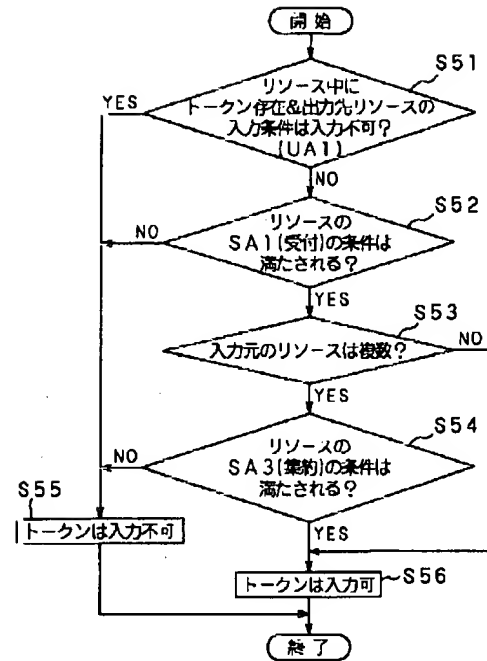 開始
S51
リソース中に
トークン存在&出力先リソースの
入力条件は入力不可?
(UA1)
YES
NO
S52
リソースの
SA1(受付)の条件は
満たされる?
NO
YES
S53
入力元のリソースは複数?
NO
YES
S54
リソースの
SA3(集約)の条件は
満たされる?
NO
YES
S55
トークンは入力不可
トークンは入力可
S56
終了